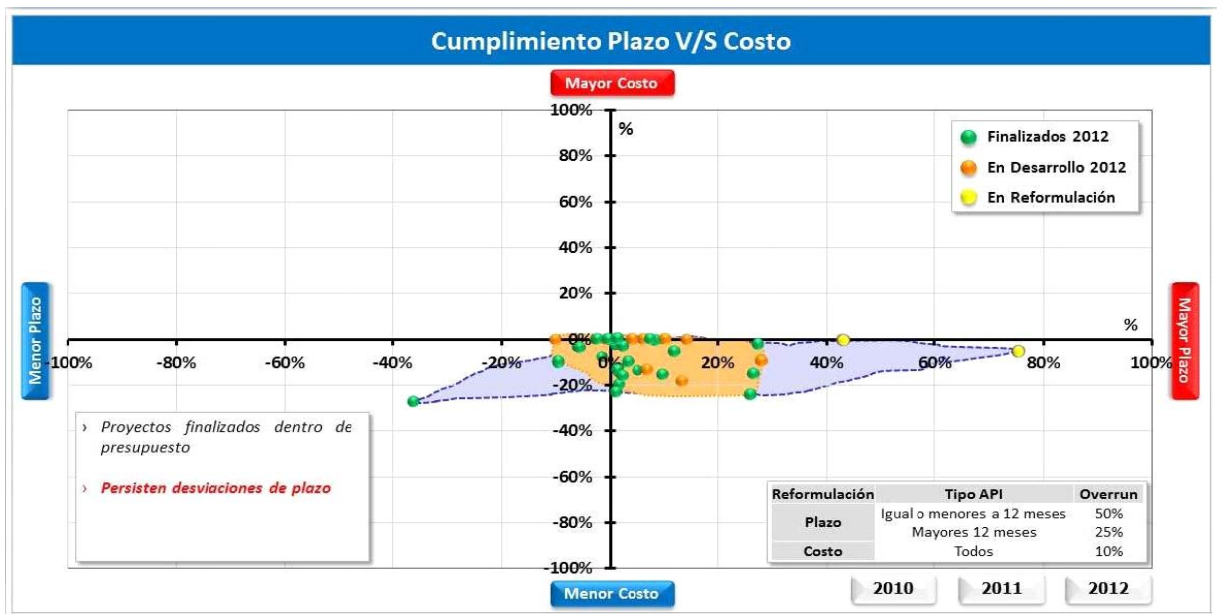 Cumplimiento Plazo V/S Costo
Mayor Costo
100%
%
80%
60%
40%
20%
0%
-20%
-40%
-60%
-80%
-100%
Finalizados 2012
En Desarrollo 2012
En Reformulación
Menor Plazo
Mayor Plazo
%
-100% -80% -60% -40% -20% 0% 20% 40% 60% 80% 100%
› Proyectos finalizados dentro de
presupuesto
› Persisten desviaciones de plazo
Reformulación Tipo API Overrun
Plazo Igual o menores a 12 meses 50%
Mayores 12 meses 25%
Costo Todos 10%
Menor Costo
2010 2011 2012